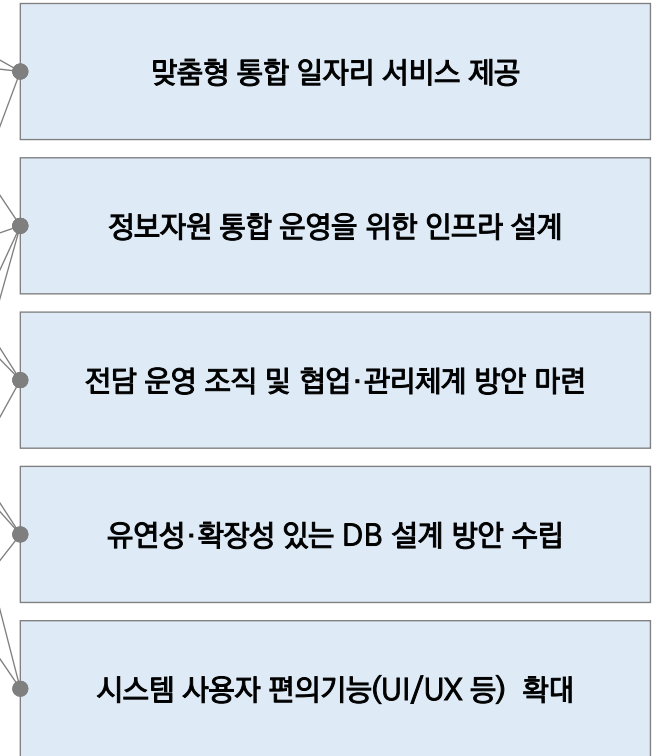 맞춤형 통합 일자리 서비스 제공
정보자원 통합 운영을 위한 인프라 설계
전담 운영 조직 및 협업·관리체계 방안 마련
유연성·확장성 있는 DB 설계 방안 수립
시스템 사용자 편의기능(UI/UX 등) 확대